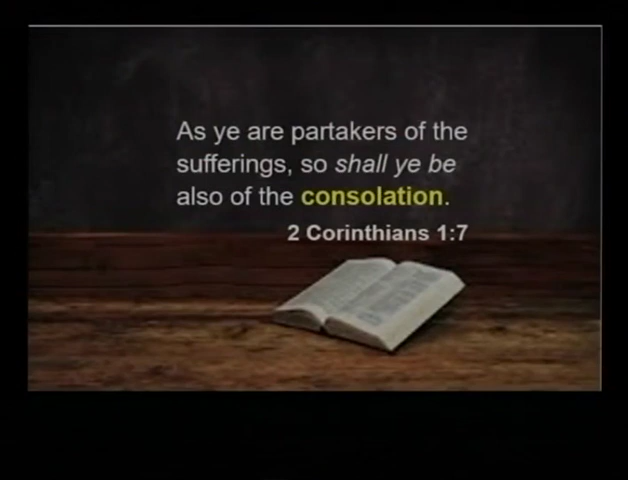 As ye are partakers of the
sufferings, so shall ye be
also of the consolation.
2 Corinthians 1:7